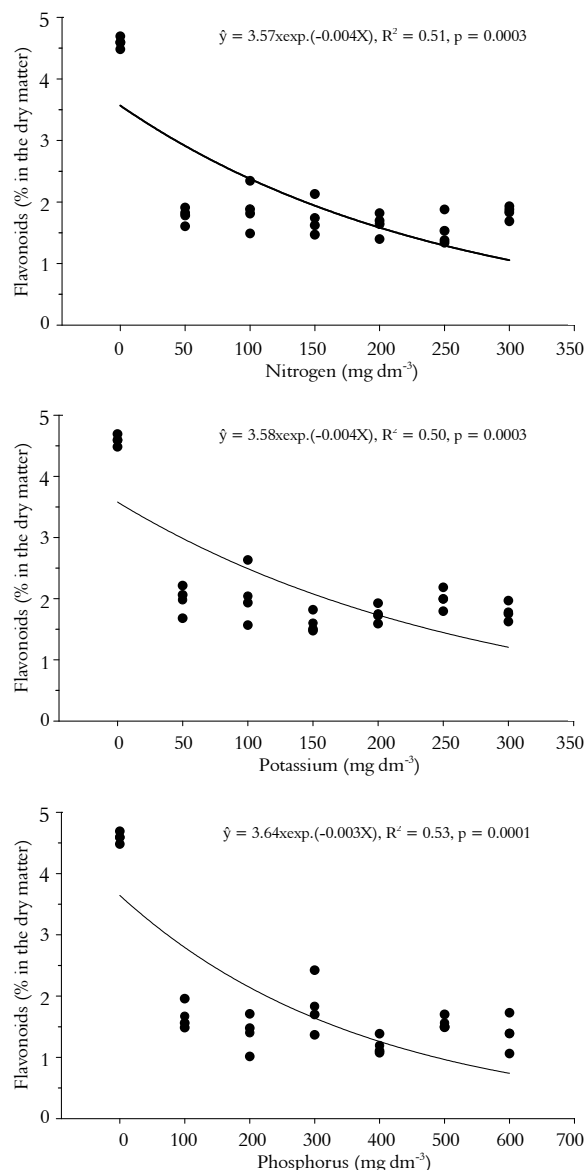 ŷ = 3.57xexp.(-0.004X), R² = 0.51, p = 0.0003
Flavonoids (% in the dry matter)
5
4
3
2
1
0
0 50 100 150 200 250 300 350
Nitrogen (mg dm⁻³)
ŷ = 3.58xexp.(-0.004X), R² = 0.50, p = 0.0003
Flavonoids (% in the dry matter)
5
4
3
2
1
0
0 50 100 150 200 250 300 350
Potassium (mg dm⁻³)
ŷ = 3.64xexp.(-0.003X), R² = 0.53, p = 0.0001
Flavonoids (% in the dry matter)
5
4
3
2
1
0
0 100 200 300 400 500 600 700
Phosphorus (mg dm⁻³)